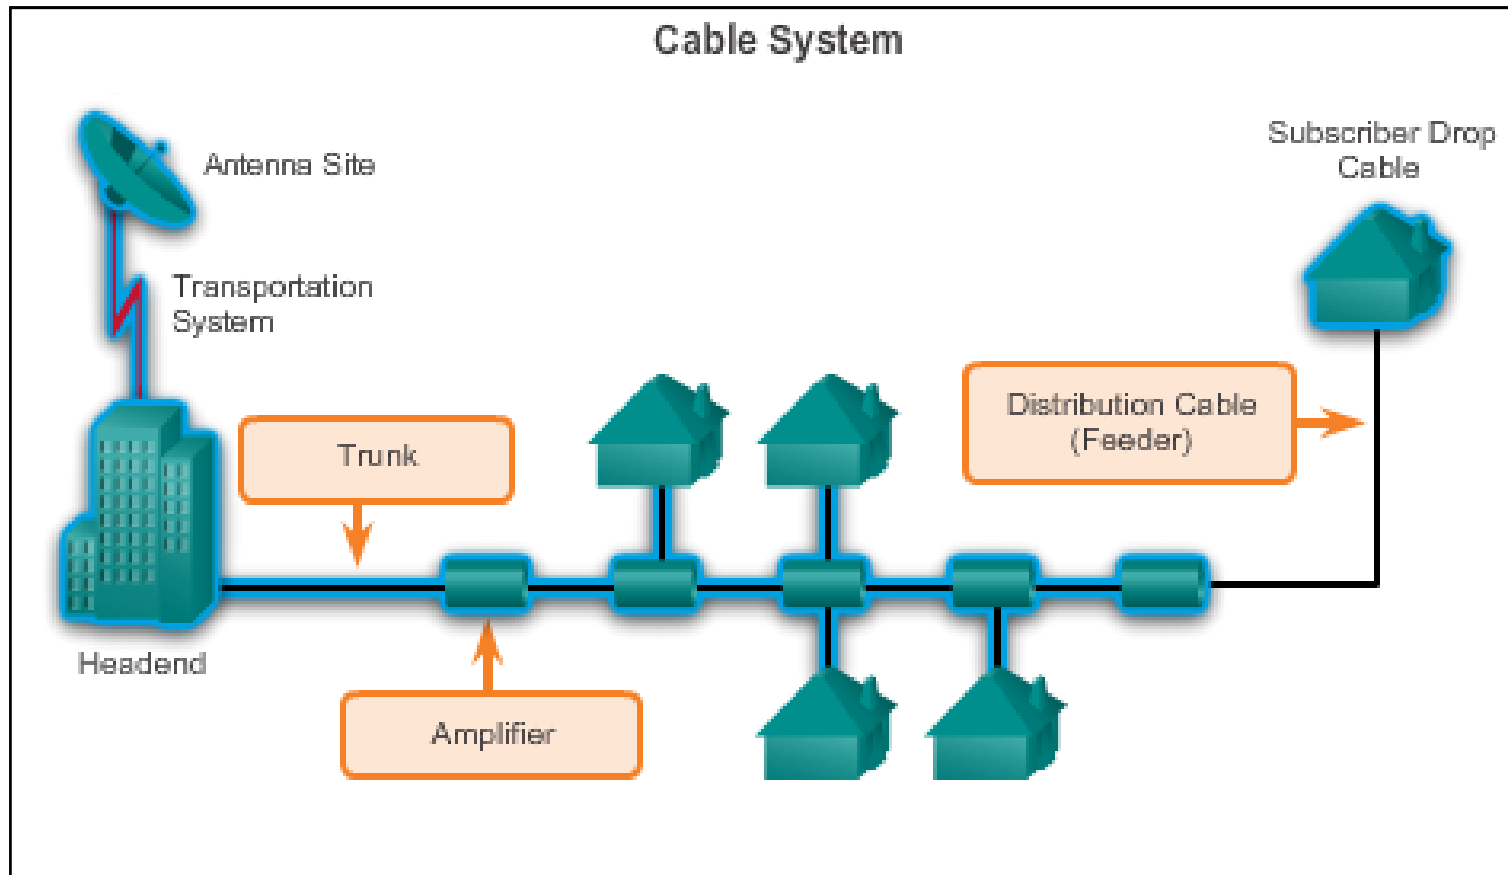 Cable System
Antenna Site
Subscriber Drop
Cable
Transportation
System
Distribution Cable
(Feeder)
Trunk
Headend
Amplifier